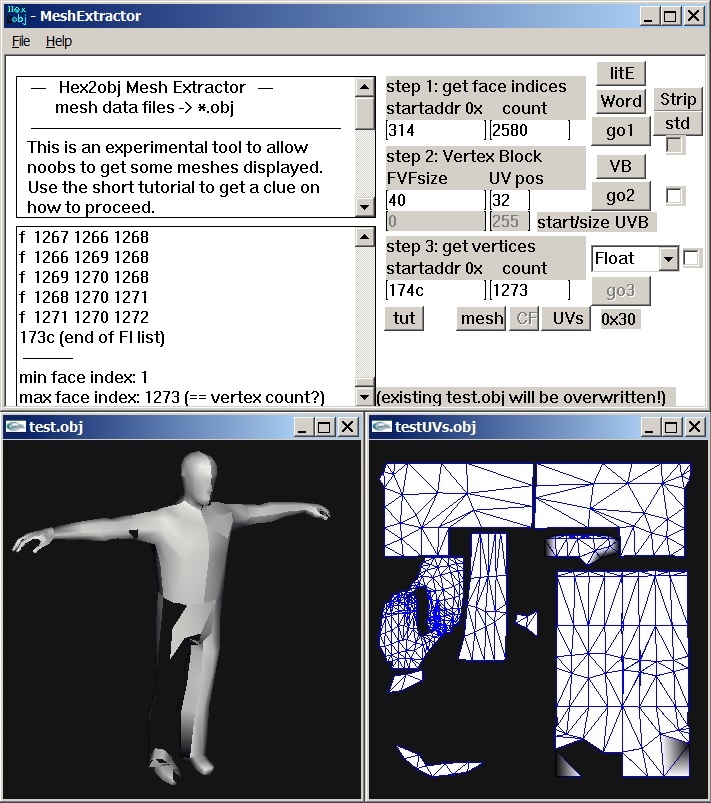 Hex
obj
- MeshExtractor
File Help
— Hex2obj Mesh Extractor —
mesh data files -> *.obj
This is an experimental tool to allow
noobs to get some meshes displayed.
Use the short tutorial to get a clue on
how to proceed.
f 1267 1266 1268
f 1266 1269 1268
f 1269 1270 1268
f 1268 1270 1271
f 1271 1270 1272
173c (end of FI list)
min face index: 1
max face index: 1273 (== vertex count?)
step 1: get face indices
startaddr 0x count
314 2580
litE
Word
go1
Strip
std
step 2: Vertex Block
FVFsize UV pos
40 32
0 255 start/size UVB
VB
go2
step 3: get vertices
startaddr 0x count
174c 1273
Float
go3
tut mesh CF UVs 0x30
(existing test.obj will be overwritten!)
test.obj
testUVs.obj